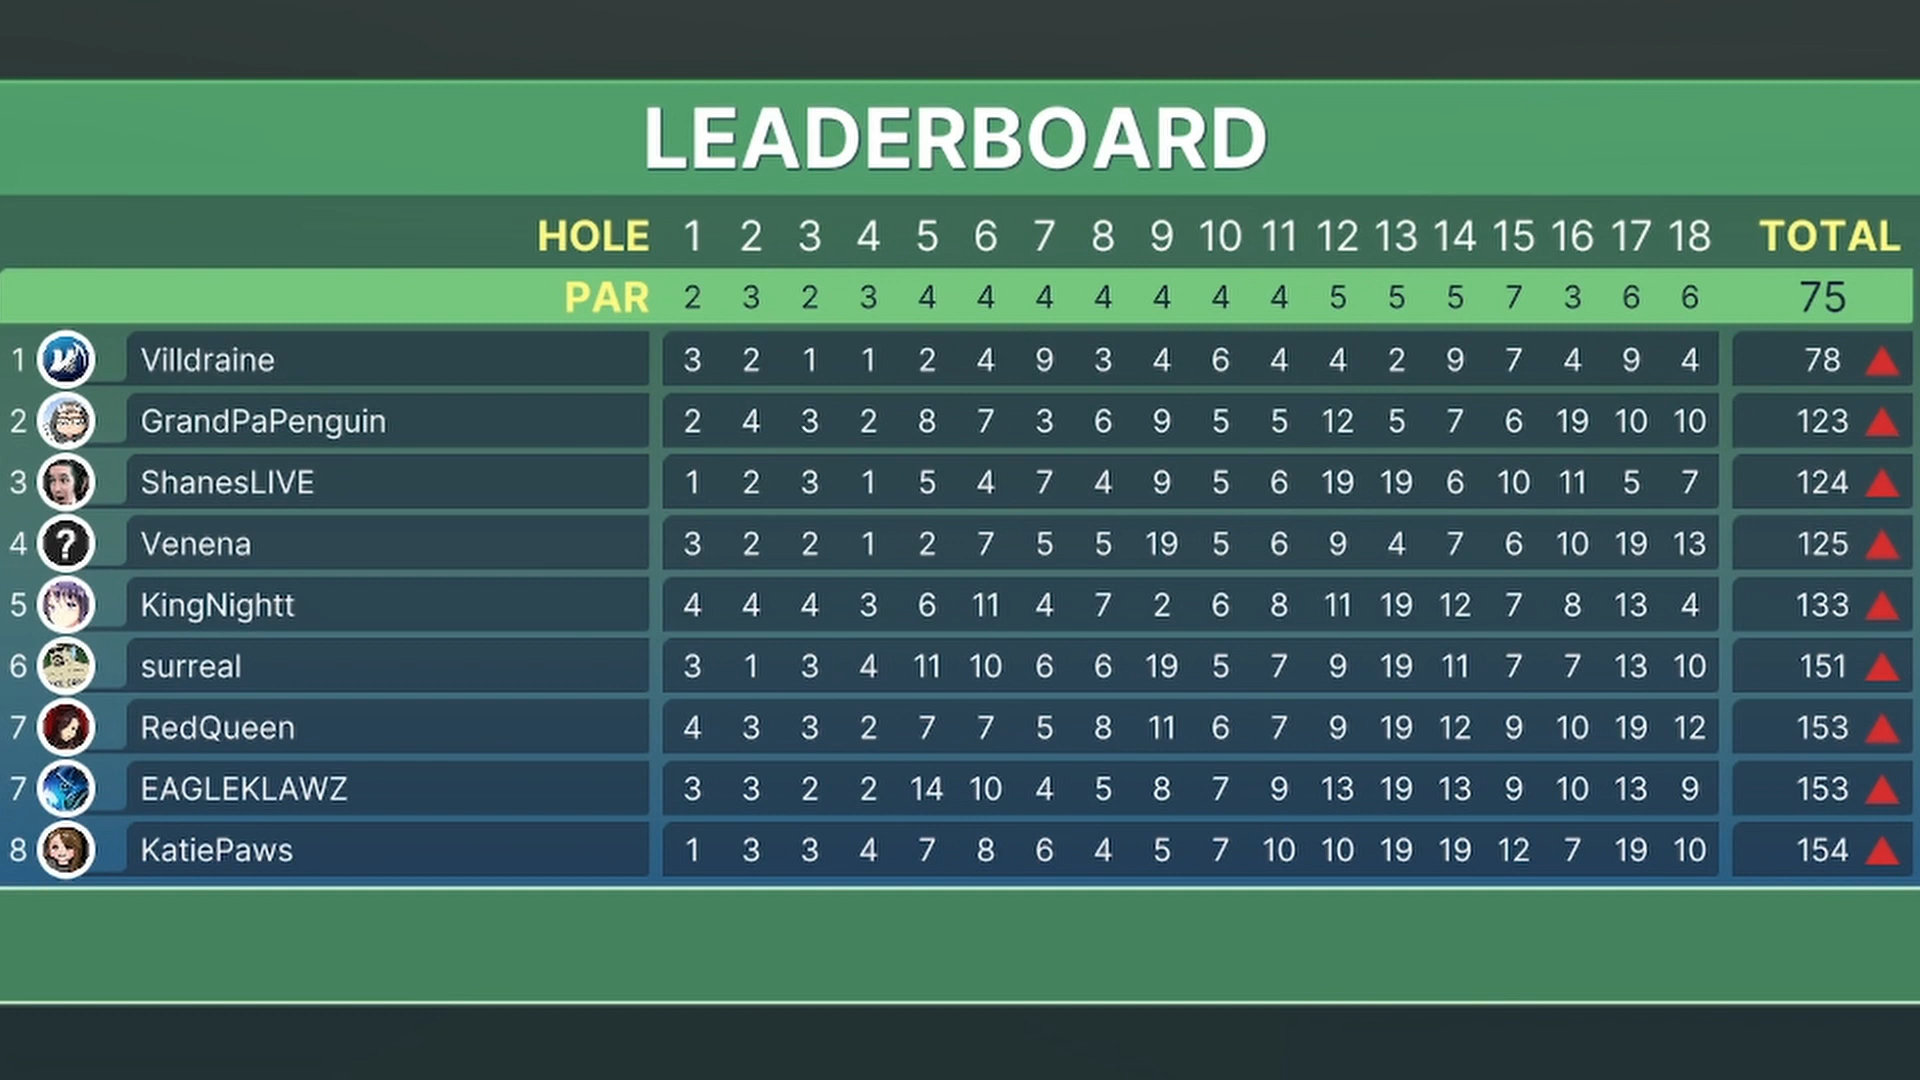 LEADERBOARD
HOLE 1 2 3 4 5 6 7 8 9 10 11 12 13 14 15 16 17 18 TOTAL
PAR 2 3 2 3 4 4 4 4 4 4 4 5 5 5 7 3 6 6 75
1 Villdraine 3 2 1 1 2 4 9 3 4 6 4 4 2 9 7 4 9 4 78
2 GrandPaPenguin 2 4 3 2 8 7 3 6 9 5 5 12 5 7 6 19 10 10 123
3 ShanesLIVE 1 2 3 1 5 4 7 4 9 5 6 19 19 6 10 11 5 7 124
4 ? Venena 3 2 2 1 2 7 5 5 19 5 6 9 4 7 6 10 19 13 125
5 KingNightt 4 4 4 3 6 11 4 7 2 6 8 11 19 12 7 8 13 4 133
6 surreal 3 1 3 4 11 10 6 6 19 5 7 9 19 11 7 7 13 10 151
7 RedQueen 4 3 3 2 7 7 5 8 11 6 7 9 19 12 9 10 19 12 153
7 EAGLEKLAWZ 3 3 2 2 14 10 4 5 8 7 9 13 19 13 9 10 13 9 153
8 KatiePaws 1 3 3 4 7 8 6 4 5 7 10 10 19 19 12 7 19 10 154